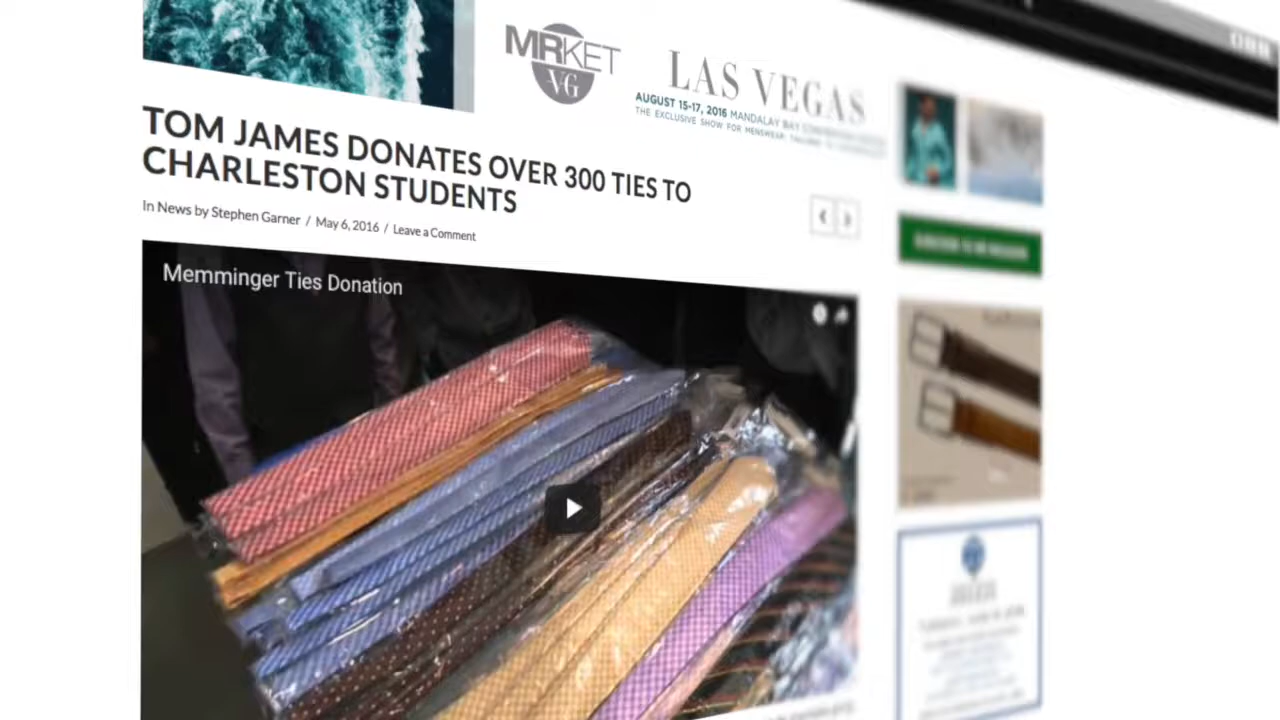 MRKET
VG
LAS VEGAS
AUGUST 15-17, 2016 MANDALAY BAY
THE EXCLUSIVE SHOW FOR MENSWEAR:
TOM JAMES DONATES OVER 300 TIES TO
CHARLESTON STUDENTS
In News by Stephen Garner / May 6, 2016 / Leave a Comment
Memminger Ties Donation